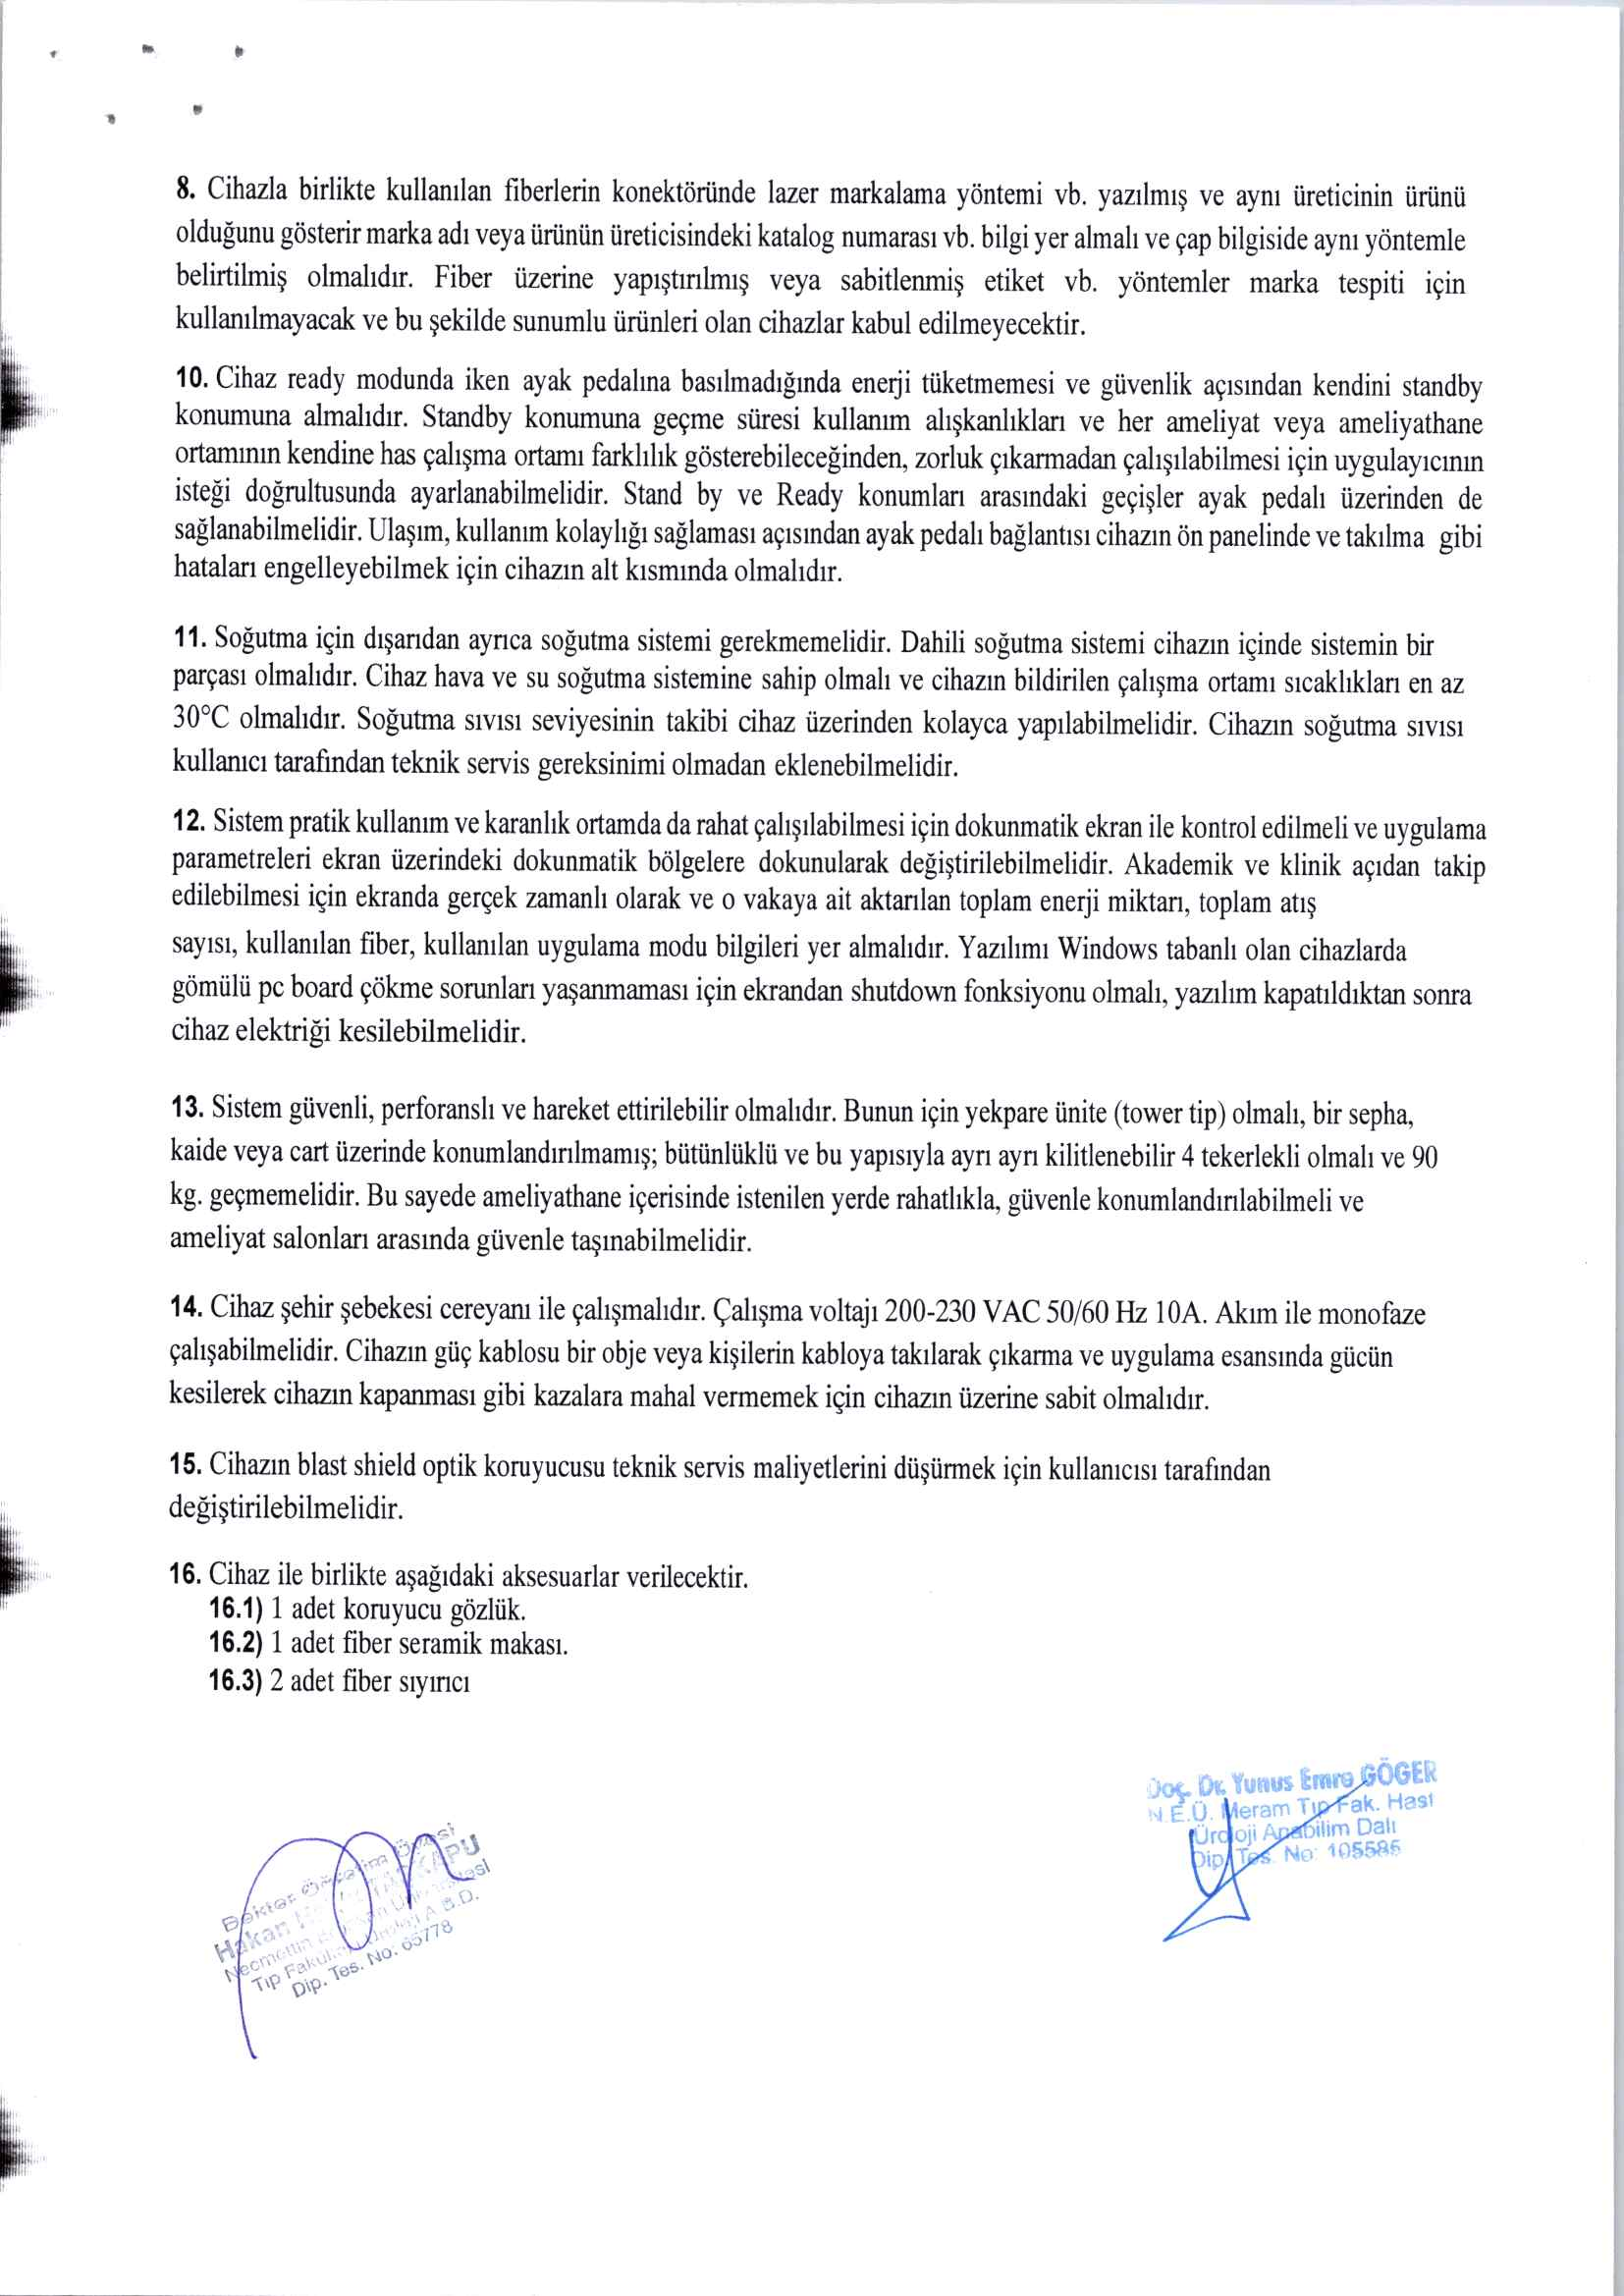 8. Cihazla birlikte kullanılan fiberlerin konektöründe lazer markalama yöntemi vb. yazılmış ve aynı üreticinin ürünü
olduğunu gösterir marka adı veya ürünün üreticisindeki katalog numarası vb. bilgi yer almalı ve çap bilgiside aynı yöntemle
belirtilmiş olmalıdır. Fiber üzerine yapıştırılmış veya sabitlenmiş etiket vb. yöntemler marka tespiti için
kullanılmayacak ve bu şekilde sunumlu ürünleri olan cihazlar kabul edilmeyecektir.
10. Cihaz ready modunda iken ayak pedalına basılmadığında enerji tüketmemesi ve güvenlik açısından kendini standby
konumuna almalıdır. Standby konumuna geçme süresi kullanım alışkanlıkları ve her ameliyat veya ameliyathane
ortamının kendine has çalışma ortamı farklılık gösterebileceğinden, zorluk çıkarmadan çalışılabilmesi için uygulayıcının
isteği doğrultusunda ayarlanabilmelidir. Stand by ve Ready konumları arasındaki geçişler ayak pedalı üzerinden de
sağlanabilmelidir. Ulaşım, kullanım kolaylığı sağlaması açısından ayak pedalı bağlantısı cihazın ön panelinde ve takılma gibi
hataları engelleyebilmek için cihazın alt kısmında olmalıdır.
11. Soğutma için dışarıdan ayrıca soğutma sistemi gerekmemelidir. Dahili soğutma sistemi cihazın içinde sistemin bir
parçası olmalıdır. Cihaz hava ve su soğutma sistemine sahip olmalı ve cihazın bildirilen çalışma ortamı sıcaklıkları en az
30°C olmalıdır. Soğutma sıvısı seviyesinin takibi cihaz üzerinden kolayca yapılabilmelidir. Cihazın soğutma sıvısı
kullanıcı tarafından teknik servis gereksinimi olmadan eklenebilmelidir.
12. Sistem pratik kullanım ve karanlık ortamda da rahat çalışılabilmesi için dokunmatik ekran ile kontrol edilmeli ve uygulama
parametreleri ekran üzerindeki dokunmatik bölgelere dokunularak değiştirilebilmelidir. Akademik ve klinik açıdan takip
edilebilmesi için ekranda gerçek zamanlı olarak ve o vakaya ait aktarılan toplam enerji miktarı, toplam atış
sayısı, kullanılan fiber, kullanılan uygulama modu bilgileri yer almalıdır. Yazılımı Windows tabanlı olan cihazlarda
gömülü pc board çökme sorunları yaşanmaması için ekrandan shutdown fonksiyonu olmalı, yazılım kapatıldıktan sonra
cihaz elektriği kesilebilmelidir.
13. Sistem güvenli, perforanslı ve hareket ettirilebilir olmalıdır. Bunun için yekpare ünite (tower tip) olmalı, bir sepha,
kaide veya cart üzerinde konumlandırılmamış; bütünlüklü ve bu yapısıyla ayrı ayrı kilitlenebilir 4 tekerlekli olmalı ve 90
kg. geçmemelidir. Bu sayede ameliyathane içerisinde istenilen yerde rahatlıkla, güvenle konumlandırılabilmeli ve
ameliyat salonları arasında güvenle taşınabilmelidir.
14. Cihaz şehir şebekesi cereyanı ile çalışmalıdır. Çalışma voltajı 200-230 VAC 50/60 Hz 10A. Akım ile monofaze
çalışabilmelidir. Cihazın güç kablosu bir obje veya kişilerin kabloya takılarak çıkarma ve uygulama esansında gücün
kesilerek cihazın kapanması gibi kazalara mahal vermemek için cihazın üzerine sabit olmalıdır.
15. Cihazın blast shield optik koruyucusu teknik servis maliyetlerini düşürmek için kullanıcısı tarafından
değiştirilebilmelidir.
16. Cihaz ile birlikte aşağıdaki aksesuarlar verilecektir.
16.1) 1 adet koruyucu gözlük.
16.2) 1 adet fiber seramik makası.
16.3) 2 adet fiber sıyırıcı
Doç. Dr. Yunus Emre GÖGER
N.E.Ü. Meram Tıp Fak. Hast
Üroloji Anabilim Dalı
Dip. Tes. No: 105585
Doktor Öğretim Üyesi
Hakan
Necmettin
Tıp Fakültesi Üroloji A.B.D.
Dip. Tes. No: 65778